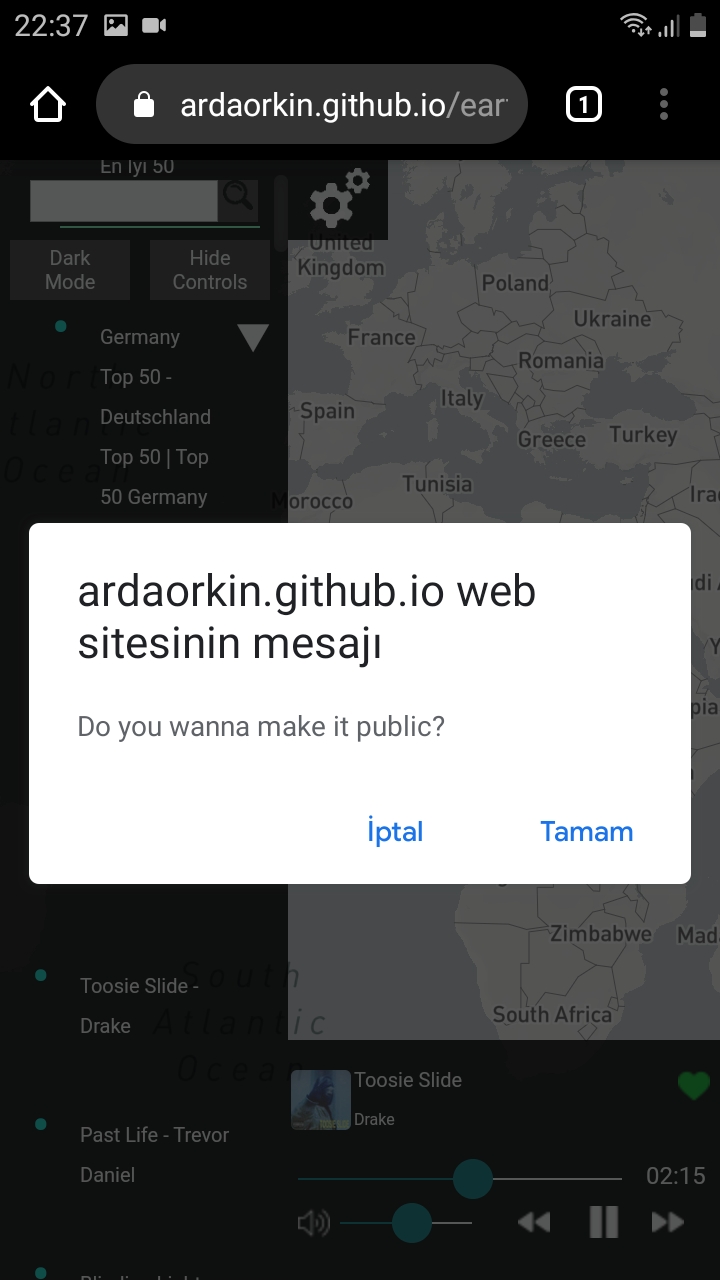 22:37
ardaorkin.github.io/ear
1
En İyi 50
Dark
Mode
Hide
Controls
United
Kingdom
Poland
Ukraine
Germany
France
Romania
Top 50 -
Deutschland
Italy
Spain
Greece
Turkey
Top 50 | Top
50 Germany
Tunisia
Morocco
North
Atlantic
Ocean
ardaorkin.github.io web
sitesinin mesajı
Do you wanna make it public?
İptal
Tamam
Zimbabwe
South Africa
South
Atlantic
Ocean
Toosie Slide -
Drake
Toosie Slide
Drake
Past Life - Trevor
Daniel
02:15